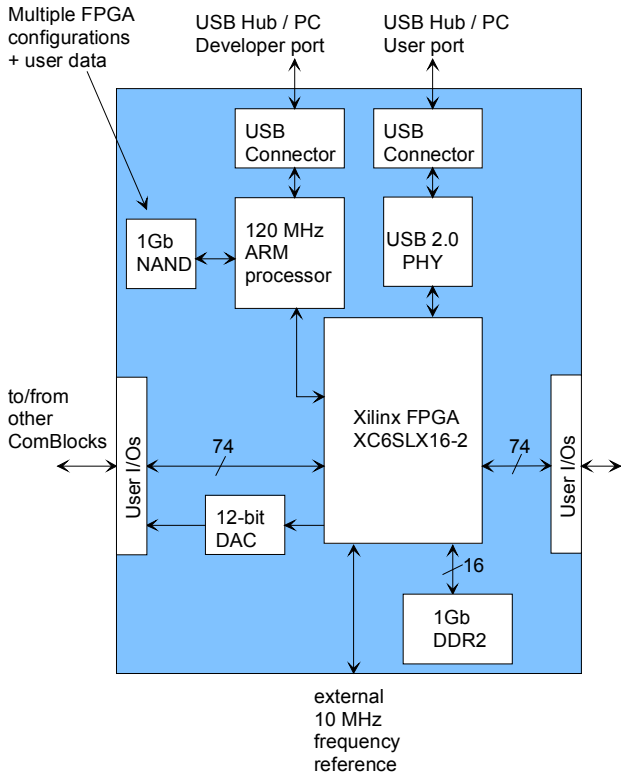 Multiple FPGA
configurations
+ user data
USB Hub / PC
Developer port
USB Hub / PC
User port
USB
Connector
USB
Connector
1Gb
NAND
120 MHz
ARM
processor
USB 2.0
PHY
to/from
other
ComBlocks
User I/Os
74
Xilinx FPGA
XC6SLX16-2
74
User I/Os
12-bit
DAC
16
1Gb
DDR2
external
10 MHz
frequency
reference